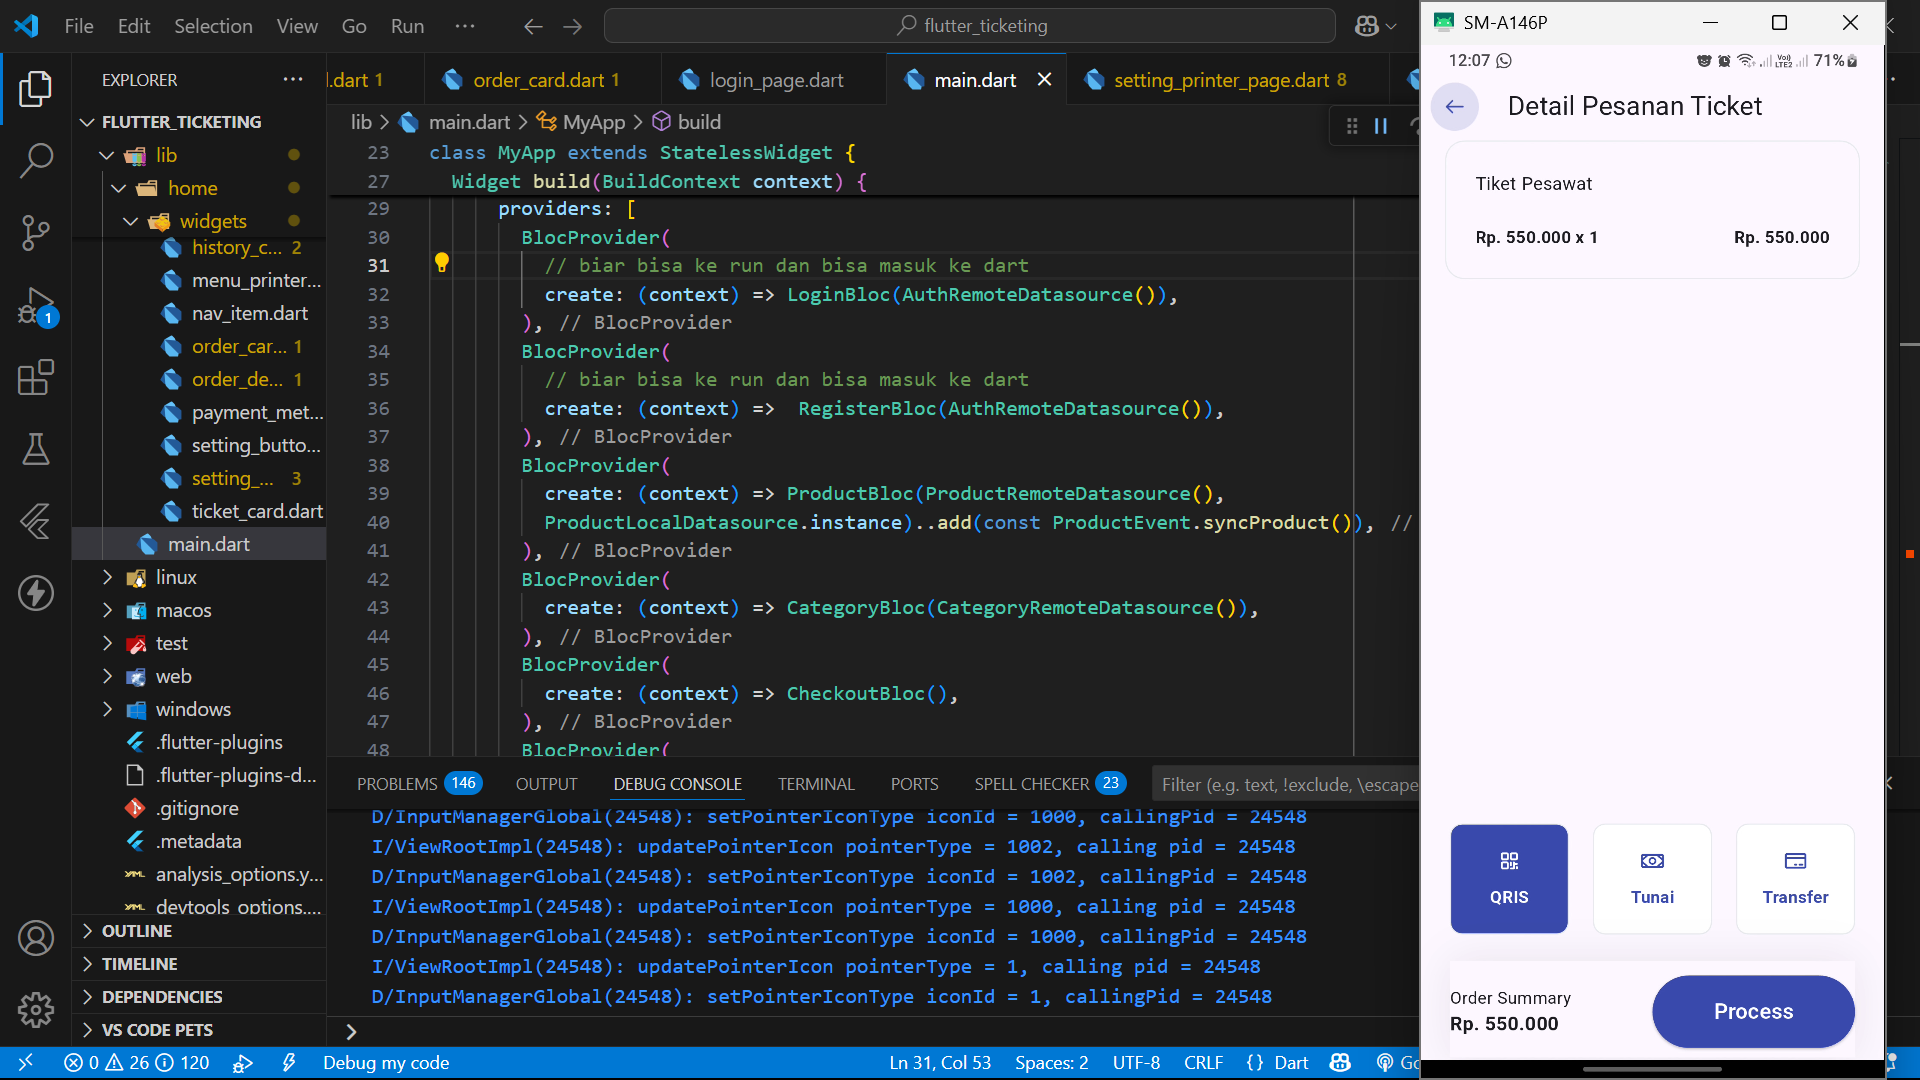 File Edit Selection View Go Run ···
flutter_ticketing
EXPLORER ···
FLUTTER_TICKETING
lib
home
widgets
history_c... 2
menu_printer...
nav_item.dart
order_car... 1
order_de... 1
payment_met...
setting_butto...
setting_... 3
ticket_card.dart
main.dart
linux
macos
test
web
windows
.flutter-plugins
.flutter-plugins-d...
.gitignore
.metadata
analysis_options.y...
devtools_options....
OUTLINE
TIMELINE
DEPENDENCIES
VS CODE PETS
1
l.dart 1
order_card.dart 1
login_page.dart
main.dart
setting_printer_page.dart 8
lib > main.dart > MyApp > build
23 class MyApp extends StatelessWidget {
27 Widget build(BuildContext context) {
29 providers: [
30 BlocProvider(
31 // biar bisa ke run dan bisa masuk ke dart
32 create: (context) => LoginBloc(AuthRemoteDatasource()),
33 ), // BlocProvider
34 BlocProvider(
35 // biar bisa ke run dan bisa masuk ke dart
36 create: (context) =>  RegisterBloc(AuthRemoteDatasource()),
37 ), // BlocProvider
38 BlocProvider(
39 create: (context) => ProductBloc(ProductRemoteDatasource(),
40 ProductLocalDatasource.instance)..add(const ProductEvent.syncProduct()), //
41 ), // BlocProvider
42 BlocProvider(
43 create: (context) => CategoryBloc(CategoryRemoteDatasource()),
44 ), // BlocProvider
45 BlocProvider(
46 create: (context) => CheckoutBloc(),
47 ), // BlocProvider
48 BlocProvider(
PROBLEMS 146 OUTPUT DEBUG CONSOLE TERMINAL PORTS SPELL CHECKER 23 Filter (e.g. text, !exclude, \escape
D/InputManagerGlobal(24548): setPointerIconType iconId = 1000, callingPid = 24548
I/ViewRootImpl(24548): updatePointerIcon pointerType = 1002, calling pid = 24548
D/InputManagerGlobal(24548): setPointerIconType iconId = 1002, callingPid = 24548
I/ViewRootImpl(24548): updatePointerIcon pointerType = 1000, calling pid = 24548
D/InputManagerGlobal(24548): setPointerIconType iconId = 1000, callingPid = 24548
I/ViewRootImpl(24548): updatePointerIcon pointerType = 1, calling pid = 24548
D/InputManagerGlobal(24548): setPointerIconType iconId = 1, callingPid = 24548
>
0 26 120 Debug my code Ln 31, Col 53 Spaces: 2 UTF-8 CRLF {} Dart Go
SM-A146P
12:07 Vo)) LTE2 71%
Detail Pesanan Ticket
Tiket Pesawat
Rp. 550.000 x 1 Rp. 550.000
QRIS Tunai Transfer
Order Summary
Rp. 550.000
Process